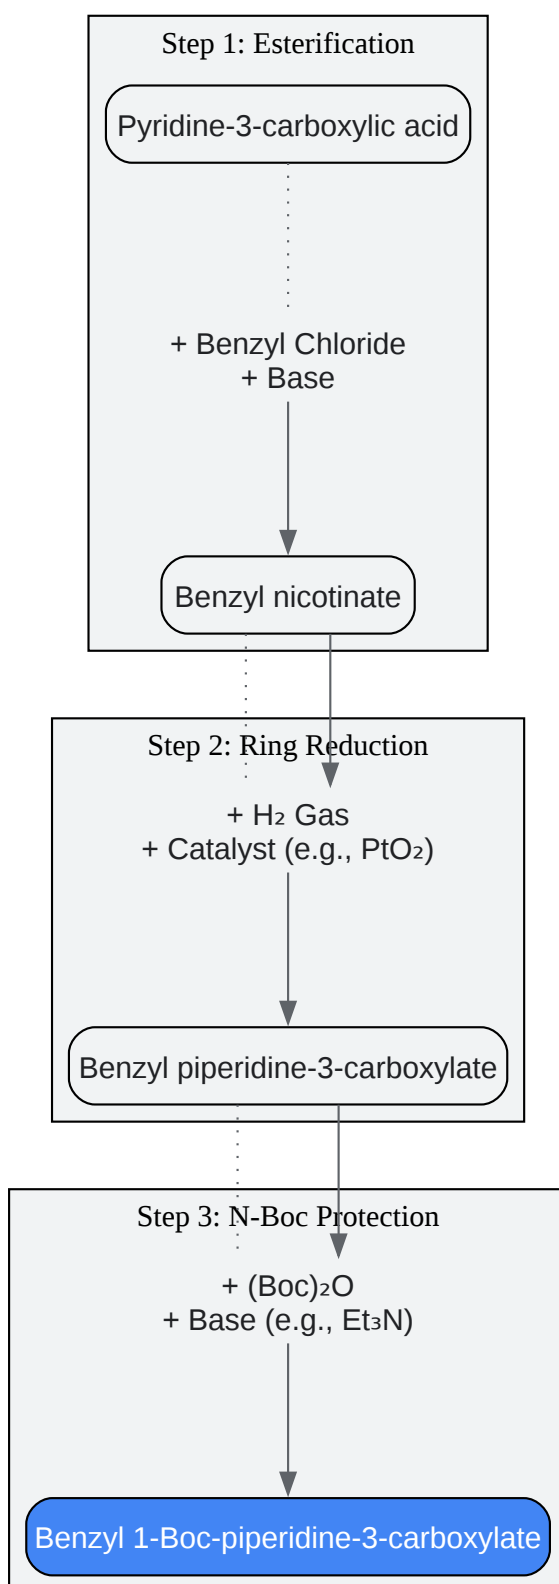 Step 1: Esterification
Pyridine-3-carboxylic acid
+ Benzyl Chloride
+ Base
Benzyl nicotinate
Step 2: Ring Reduction
+ H₂ Gas
+ Catalyst (e.g., PtO₂)
Benzyl piperidine-3-carboxylate
Step 3: N-Boc Protection
+ (Boc)₂O
+ Base (e.g., Et₃N)
Benzyl 1-Boc-piperidine-3-carboxylate